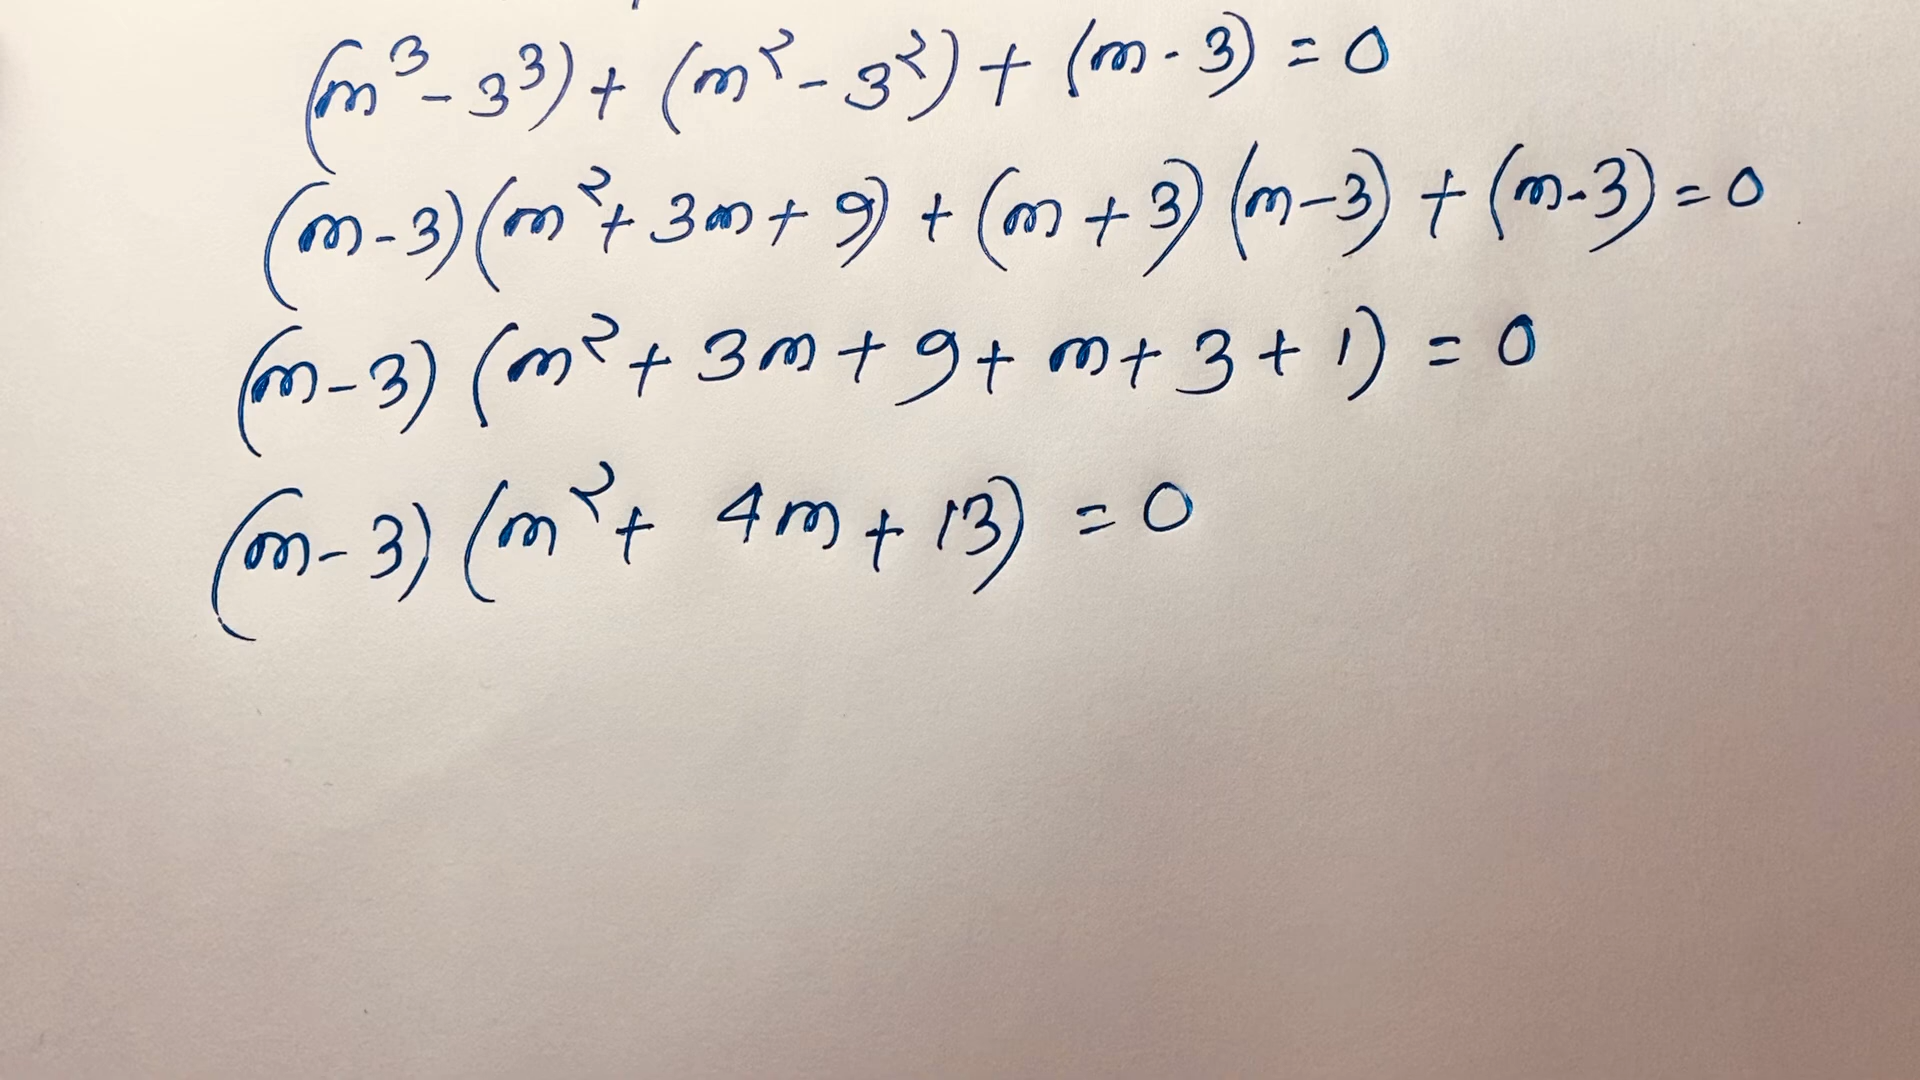 (m³ - 3³) + (m² - 3²) + (m - 3) = 0
(m - 3) (m² + 3m + 9) + (m + 3) (m - 3) + (m - 3) = 0
(m - 3) (m² + 3m + 9 + m + 3 + 1) = 0
(m - 3) (m² + 4m + 13) = 0